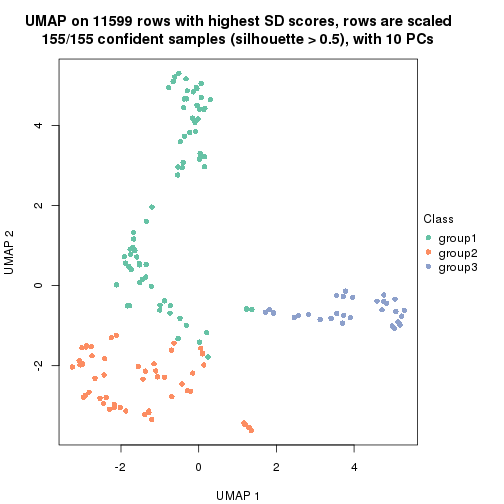 UMAP on 11599 rows with highest SD scores, rows are scaled
155/155 confident samples (silhouette > 0.5), with 10 PCs
4
2
0
-2
UMAP 2
-2
0
2
4
UMAP 1
Class
group1
group2
group3